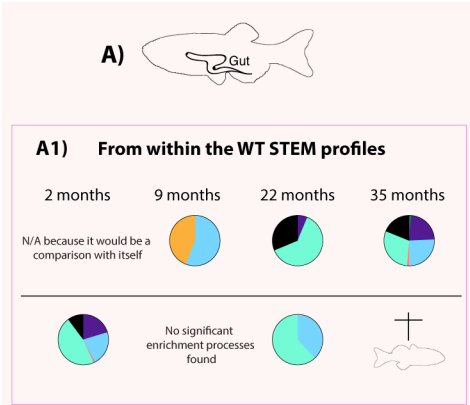 A)
Gut
A1) From within the WT STEM profiles
2 months 9 months 22 months 35 months
N/A because it would be a
comparison with itself
No significant
enrichment processes
found